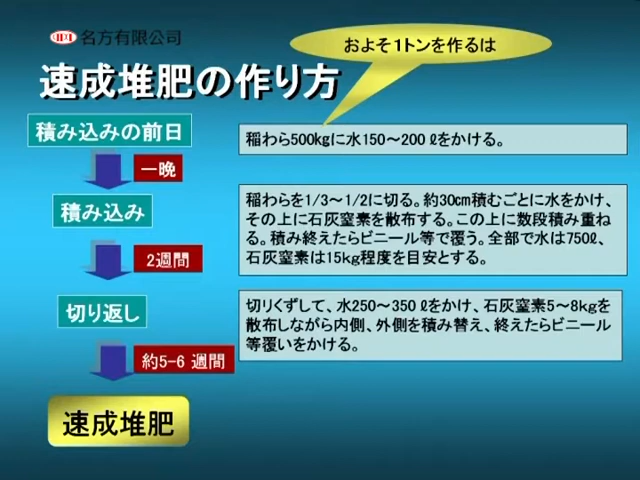 名方有限公司
およそ1トンを作るは
速成堆肥の作り方
積み込みの前日
稲わら500kgに水150～200 ℓをかける。
一晩
積み込み
稲わらを1/3～1/2に切る。約30cm積むごとに水をかけ、
その上に石灰窒素を散布する。この上に数段積み重ね
る。積み終えたらビニール等で覆う。全部で水は750ℓ、
石灰窒素は15kg程度を目安とする。
2週間
切り返し
切りくずして、水250～350 ℓをかけ、石灰窒素5～8kgを
散布しながら内側、外側を積み替え、終えたらビニール
等覆いをかける。
約5-6 週間
速成堆肥